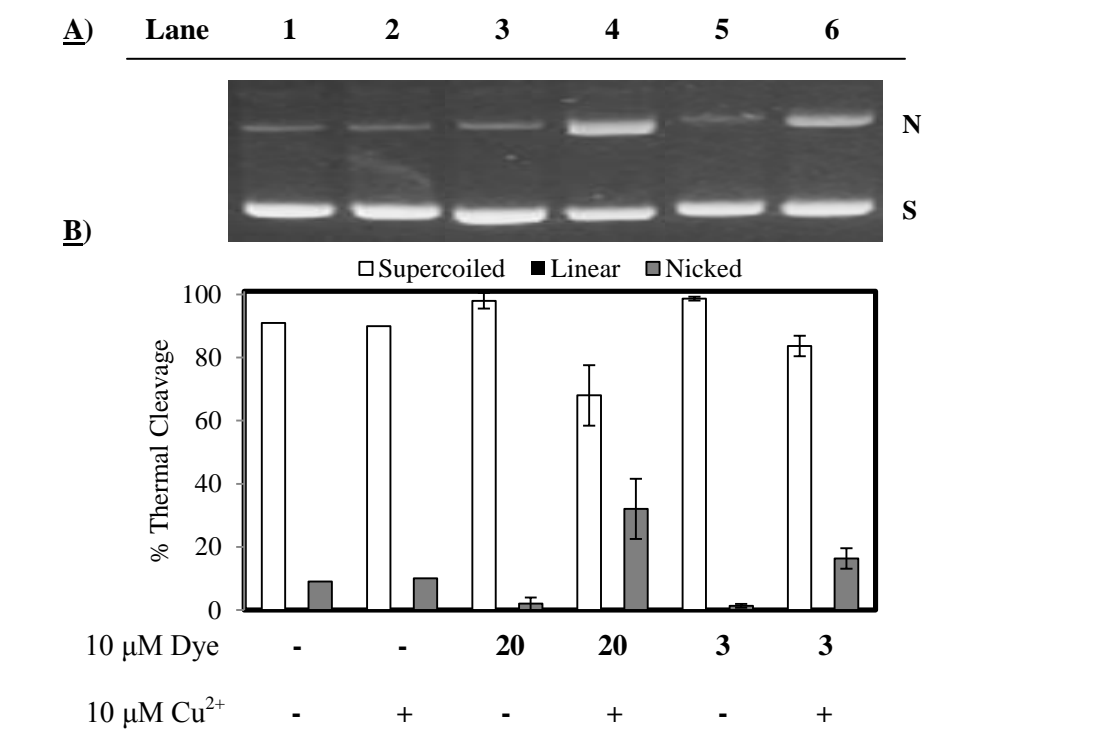 A) Lane 1 2 3 4 5 6
N
S
B)
Supercoiled Linear Nicked
% Thermal Cleavage
100
80
60
40
20
0
10 μM Dye - - 20 20 3 3
10 μM Cu²⁺ - + - + - +